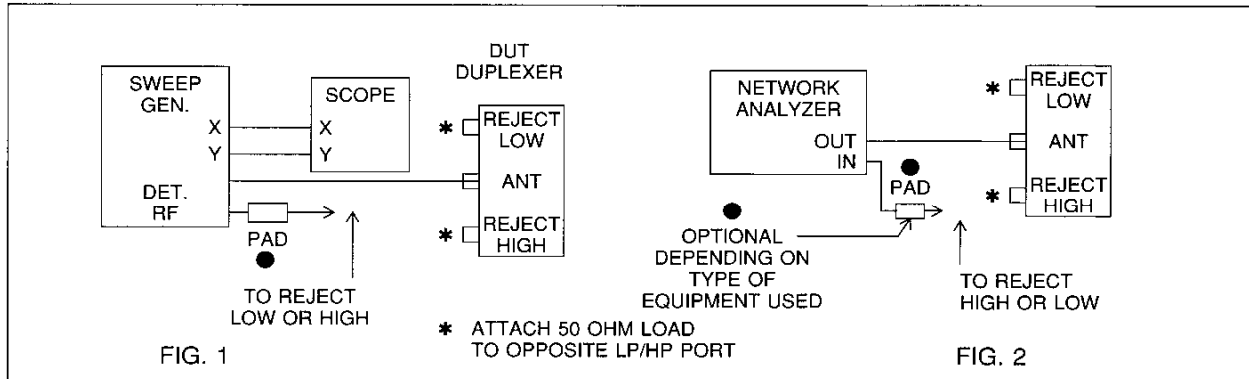 DUT
DUPLEXER
SWEEP
GEN.
X
Y
DET.
RF
SCOPE
X
Y
* REJECT
LOW
ANT
* REJECT
HIGH
PAD
TO REJECT
LOW OR HIGH
FIG. 1
* ATTACH 50 OHM LOAD
TO OPPOSITE LP/HP PORT
NETWORK
ANALYZER
OUT
IN
* REJECT
LOW
ANT
* REJECT
HIGH
PAD
OPTIONAL
DEPENDING ON
TYPE OF
EQUIPMENT USED
TO REJECT
HIGH OR LOW
FIG. 2